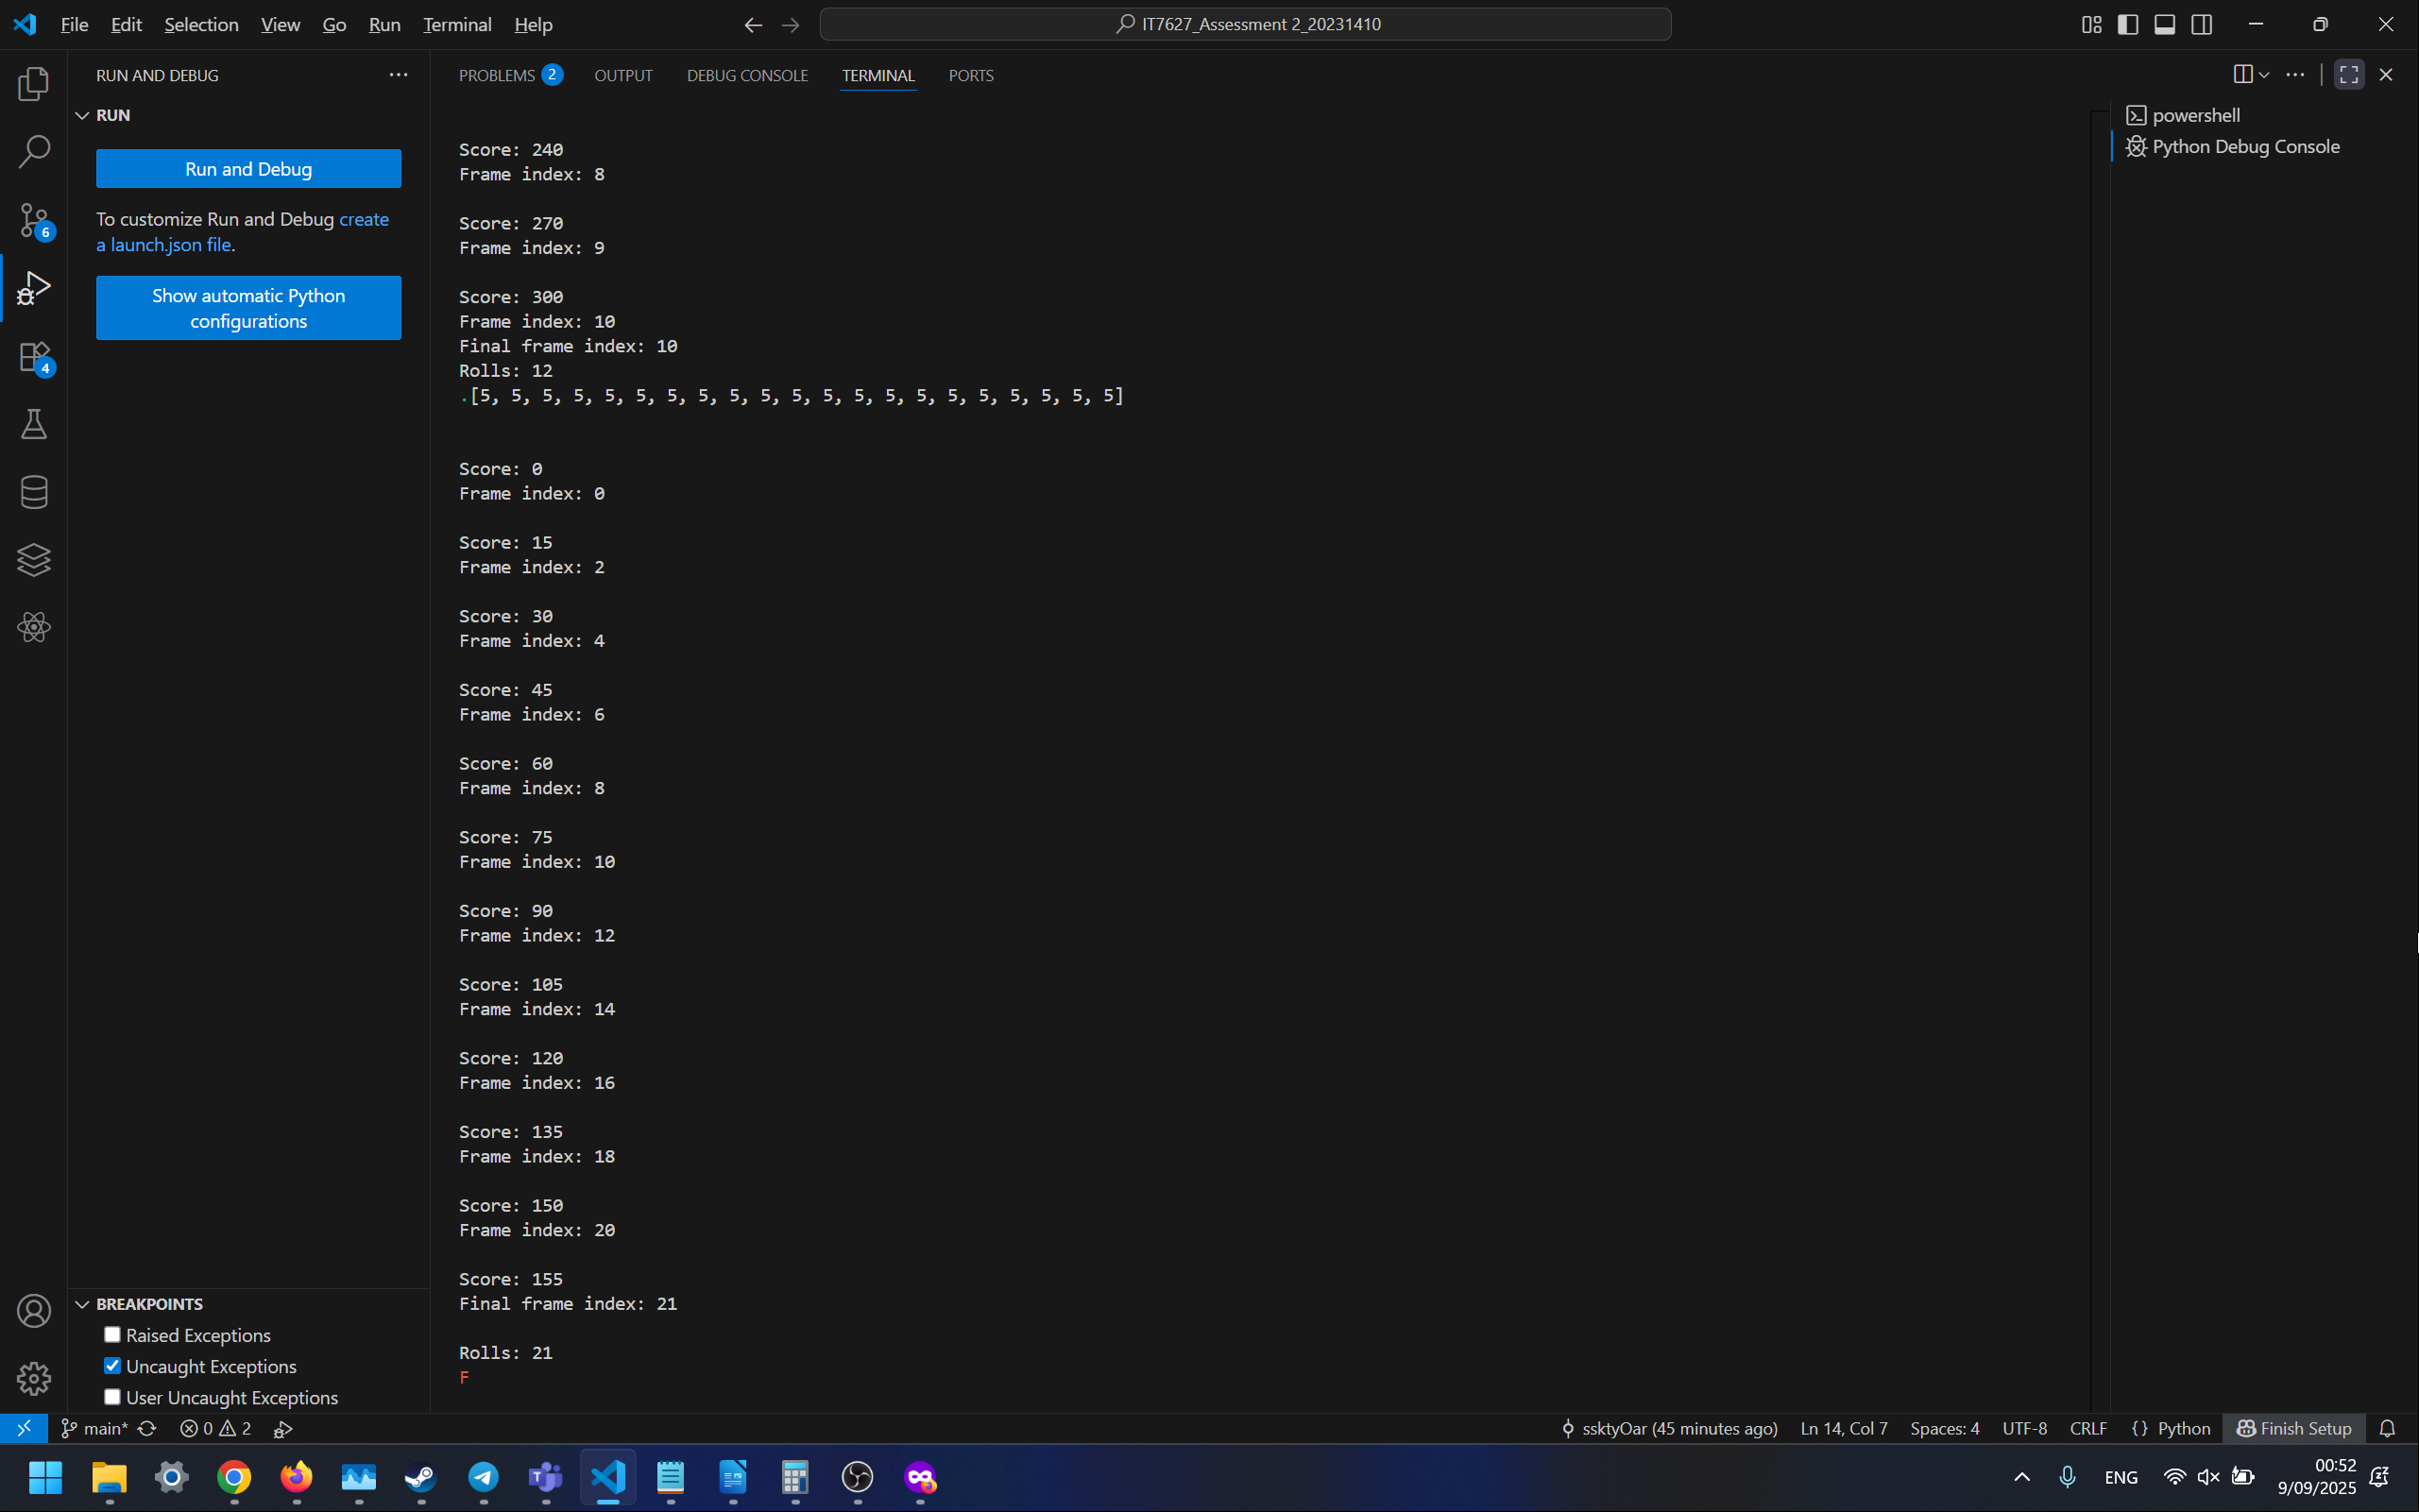 File Edit Selection View Go Run Terminal Help
IT7627_Assessment 2_20231410
RUN AND DEBUG
RUN
Run and Debug
To customize Run and Debug create
a launch.json file.
Show automatic Python
configurations
6
4
PROBLEMS 2 OUTPUT DEBUG CONSOLE TERMINAL PORTS
Score: 240
Frame index: 8
Score: 270
Frame index: 9
Score: 300
Frame index: 10
Final frame index: 10
Rolls: 12
.[5, 5, 5, 5, 5, 5, 5, 5, 5, 5, 5, 5, 5, 5, 5, 5, 5, 5, 5, 5, 5]
Score: 0
Frame index: 0
Score: 15
Frame index: 2
Score: 30
Frame index: 4
Score: 45
Frame index: 6
Score: 60
Frame index: 8
Score: 75
Frame index: 10
Score: 90
Frame index: 12
Score: 105
Frame index: 14
Score: 120
Frame index: 16
Score: 135
Frame index: 18
Score: 150
Frame index: 20
Score: 155
Final frame index: 21
Rolls: 21
F
powershell
Python Debug Console
BREAKPOINTS
Raised Exceptions
Uncaught Exceptions
User Uncaught Exceptions
main* 0 2
ssktyOar (45 minutes ago) Ln 14, Col 7 Spaces: 4 UTF-8 CRLF {} Python Finish Setup
ENG
00:52
9/09/2025